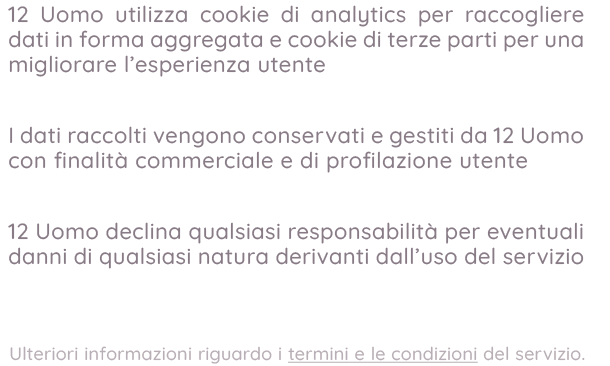 12 Uomo utilizza cookie di analytics per raccogliere
dati in forma aggregata e cookie di terze parti per una
migliorare l'esperienza utente
I dati raccolti vengono conservati e gestiti da 12 Uomo
con finalità commerciale e di profilazione utente
12 Uomo declina qualsiasi responsabilità per eventuali
danni di qualsiasi natura derivanti dall'uso del servizio
Ulteriori informazioni riguardo i termini e le condizioni del servizio.